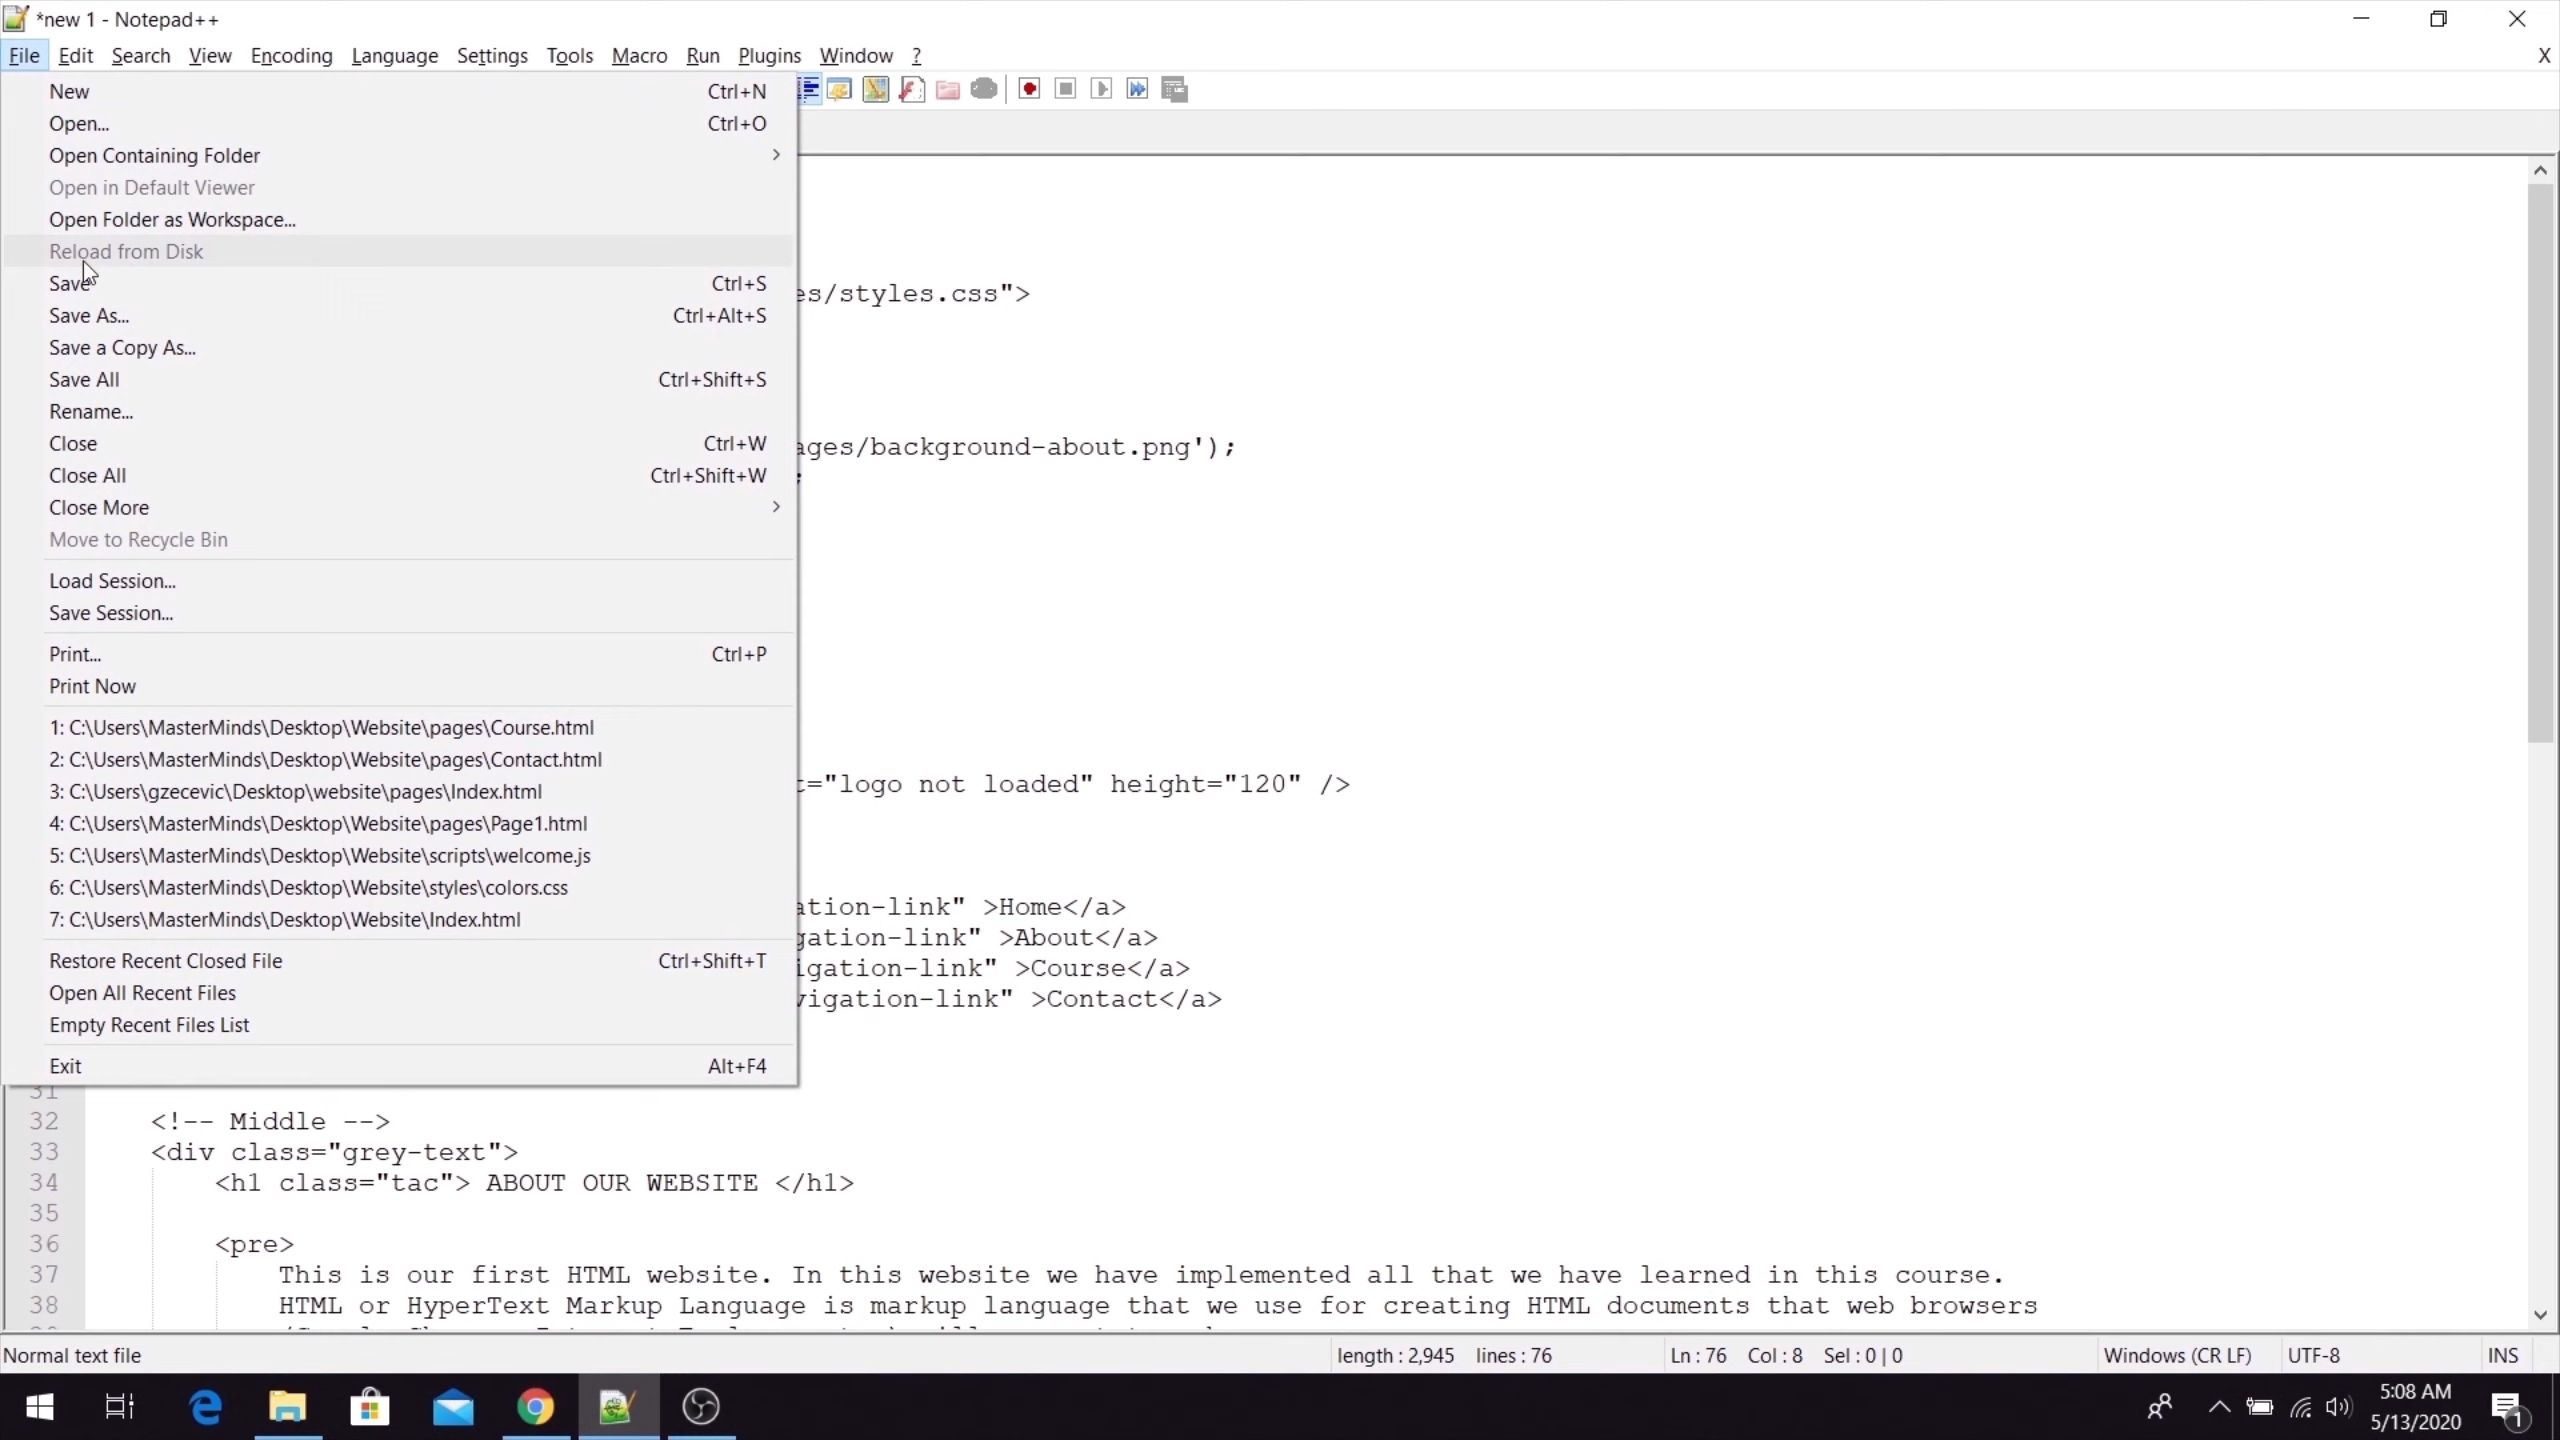 *new 1 - Notepad++
File Edit Search View Encoding Language Settings Tools Macro Run Plugins Window ? X
New Ctrl+N
Open... Ctrl+O
Open Containing Folder
Open in Default Viewer
Open Folder as Workspace...
Reload from Disk
Save Ctrl+S
Save As... Ctrl+Alt+S
Save a Copy As...
Save All Ctrl+Shift+S
Rename...
Close Ctrl+W
Close All Ctrl+Shift+W
Close More
Move to Recycle Bin
Load Session...
Save Session...
Print... Ctrl+P
Print Now
1: C:\Users\MasterMinds\Desktop\Website\pages\Course.html
2: C:\Users\MasterMinds\Desktop\Website\pages\Contact.html
3: C:\Users\gzecevic\Desktop\website\pages\Index.html
4: C:\Users\MasterMinds\Desktop\Website\pages\Page1.html
5: C:\Users\MasterMinds\Desktop\Website\scripts\welcome.js
6: C:\Users\MasterMinds\Desktop\Website\styles\colors.css
7: C:\Users\MasterMinds\Desktop\Website\Index.html
Restore Recent Closed File Ctrl+Shift+T
Open All Recent Files
Empty Recent Files List
Exit Alt+F4
es/styles.css">
ages/background-about.png');
;
t="logo not loaded" height="120" />
ation-link" >Home</a>
gation-link" >About</a>
igation-link" >Course</a>
vigation-link" >Contact</a>
31
32 <!-- Middle -->
33 <div class="grey-text">
34 <h1 class="tac"> ABOUT OUR WEBSITE </h1>
35
36 <pre>
37 This is our first HTML website. In this website we have implemented all that we have learned in this course.
38 HTML or HyperText Markup Language is markup language that we use for creating HTML documents that web browsers
Normal text file length : 2,945 lines : 76 Ln : 76 Col : 8 Sel : 0 | 0 Windows (CR LF) UTF-8 INS
5:08 AM
5/13/2020
1